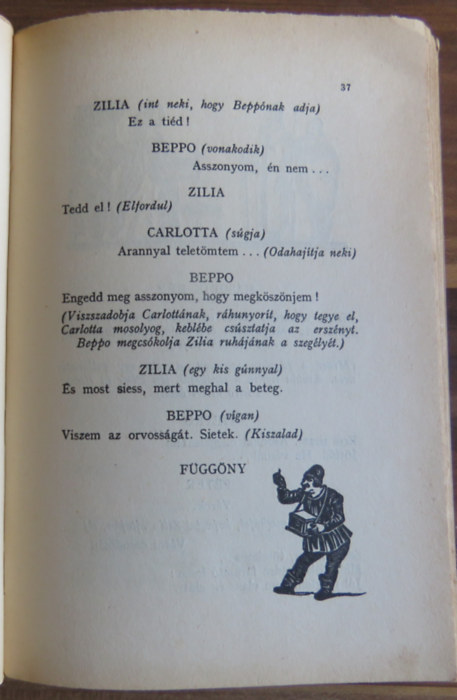 37
ZILIA (int neki, hogy Beppónak adja)
Ez a tiéd !
BEPPO (vonakodik)
Asszonyom, én nem . . .
ZILIA
Tedd el ! (Elfordul)
CARLOTTA (súgja)
Arannyal teletömtem . . . (Odahajítja neki)
BEPPO
Engedd meg asszonyom, hogy megköszönjem !
(Viszszadobja Carlottának, ráhunyorít, hogy tegye el,
Carlotta mosolyog, keblébe csúsztatja az erszényt.
Beppo megcsókolja Zilia ruhájának a szegélyét.)
ZILIA (egy kis gúnnyal)
És most siess, mert meghal a beteg.
BEPPO (vígan)
Viszem az orvosságát. Sietek. (Kiszalad)
FÜGGÖNY